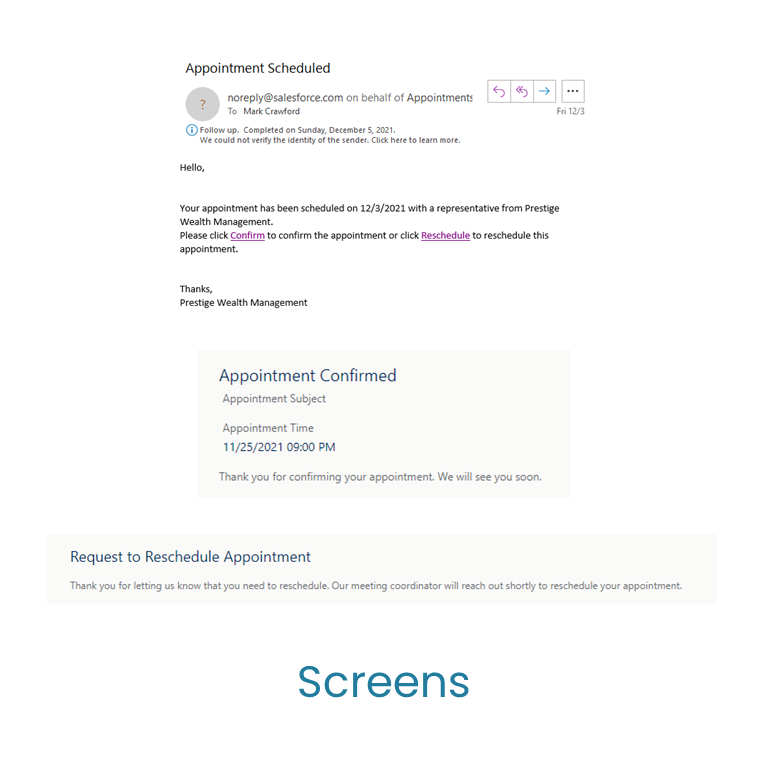 Appointment Scheduled
?
noreply@salesforce.com on behalf of Appointments
To Mark Crawford
Fri 12/3
Follow up. Completed on Sunday, December 5, 2021.
We could not verify the identity of the sender. Click here to learn more.
Hello,
Your appointment has been scheduled on 12/3/2021 with a representative from Prestige
Wealth Management.
Please click Confirm to confirm the appointment or click Reschedule to reschedule this
appointment.
Thanks,
Prestige Wealth Management
Appointment Confirmed
Appointment Subject
Appointment Time
11/25/2021 09:00 PM
Thank you for confirming your appointment. We will see you soon.
Request to Reschedule Appointment
Thank you for letting us know that you need to reschedule. Our meeting coordinator will reach out shortly to reschedule your appointment.
Screens